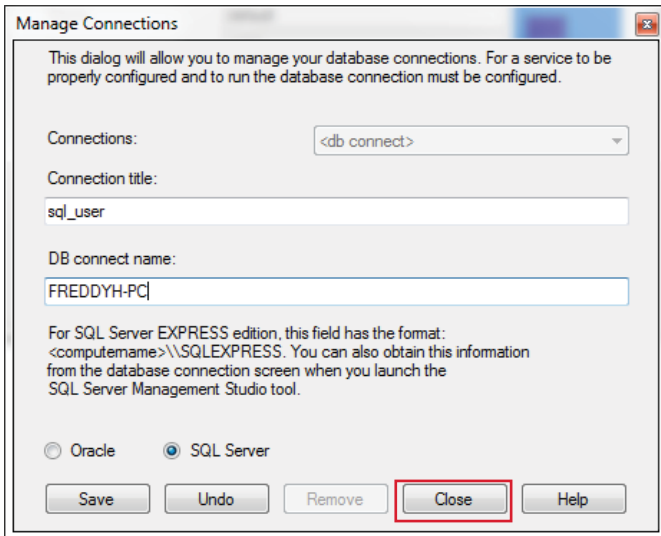 Manage Connections
This dialog will allow you to manage your database connections. For a service to be
properly configured and to run the database connection must be configured.
Connections:
<db connect>
Connection title:
sql_user
DB connect name:
FREDDYH-PC
For SQL Server EXPRESS edition, this field has the format:
<computername>\\SQLEXPRESS. You can also obtain this information
from the database connection screen when you launch the
SQL Server Management Studio tool.
Oracle SQL Server
Save Undo Remove Close Help